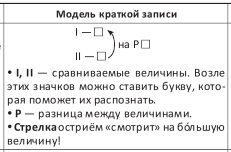 Модель краткой записи
I — □
на Р□
II — □
• I, II — сравниваемые величины. Возле
этих значков можно ставить букву, кото-
рая поможет их распознать.
• Р — разница между величинами.
• Стрелка остриём «смотрит» на бо́льшую
величину!